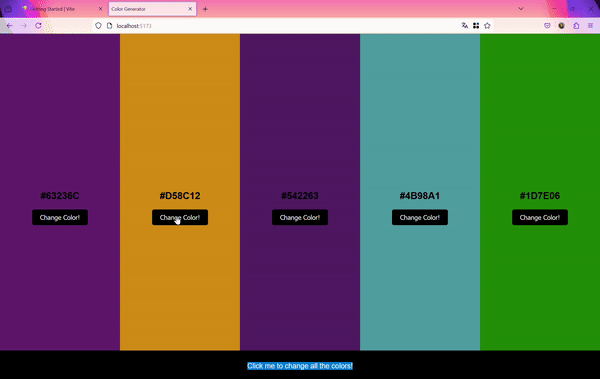 Getting Started | Vite
Color Generator
localhost:5173
#63236C
#D58C12
#542263
#4B98A1
#1D7E06
Change Color!
Change Color!
Change Color!
Change Color!
Change Color!
Click me to change all the colors!